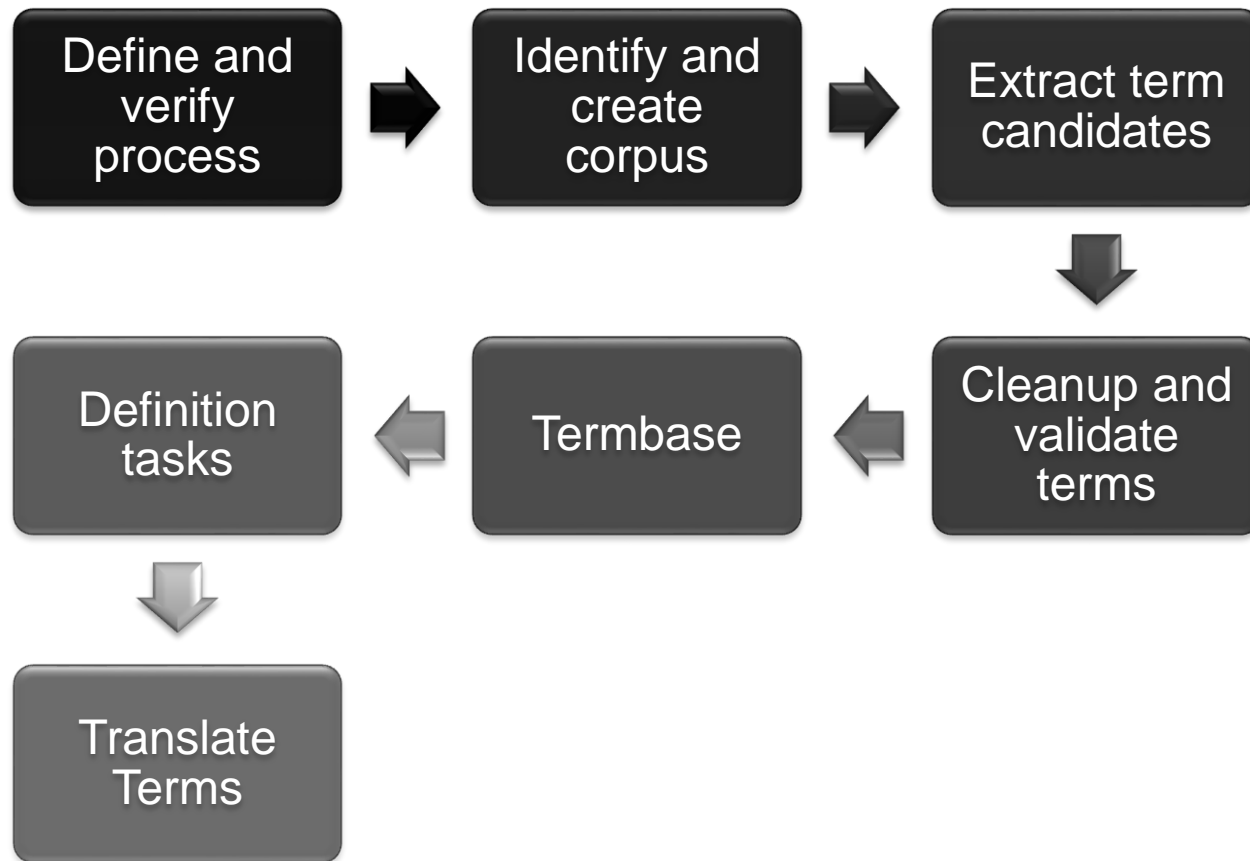 Define and
verify
process
Identify and
create
corpus
Extract term
candidates
Cleanup and
validate
terms
Termbase
Definition
tasks
Translate
Terms